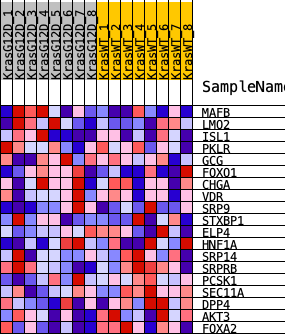 KrasG12D_1
KrasG12D_2
KrasG12D_3
KrasG12D_4
KrasG12D_5
KrasG12D_6
KrasG12D_7
KrasG12D_8
KrasWT_1
KrasWT_2
KrasWT_3
KrasWT_4
KrasWT_5
KrasWT_6
KrasWT_7
KrasWT_8
SampleName
MAFB
LMO2
ISL1
PKLR
GCG
FOXO1
CHGA
VDR
SRP9
STXBP1
ELP4
HNF1A
SRP14
SRPRB
PCSK1
SEC11A
DPP4
AKT3
FOXA2